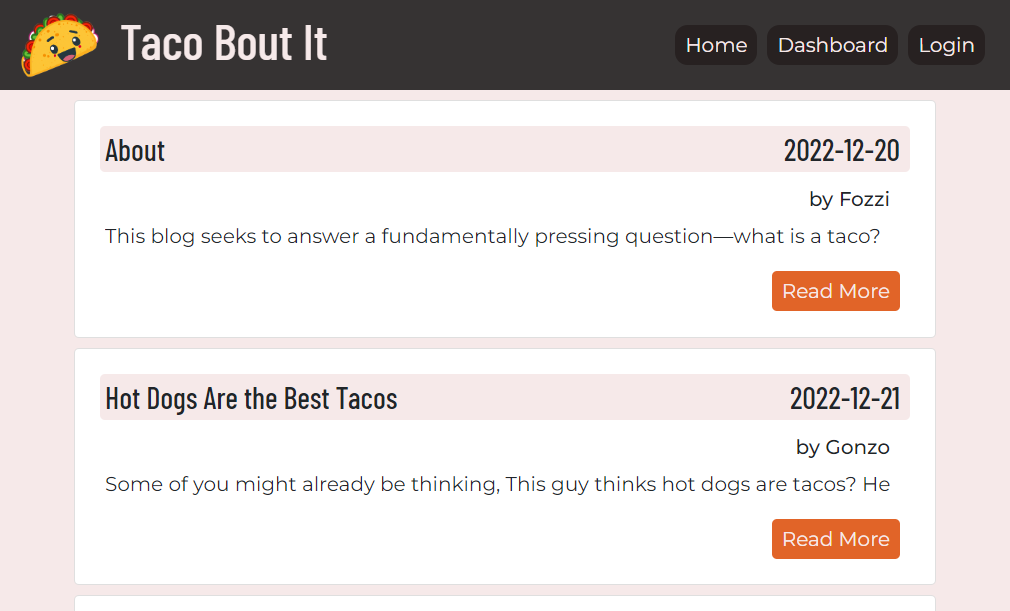 Taco Bout It Home Dashboard Login
About 2022-12-20
by Fozzi
This blog seeks to answer a fundamentally pressing question—what is a taco?
Read More
Hot Dogs Are the Best Tacos 2022-12-21
by Gonzo
Some of you might already be thinking, This guy thinks hot dogs are tacos? He
Read More